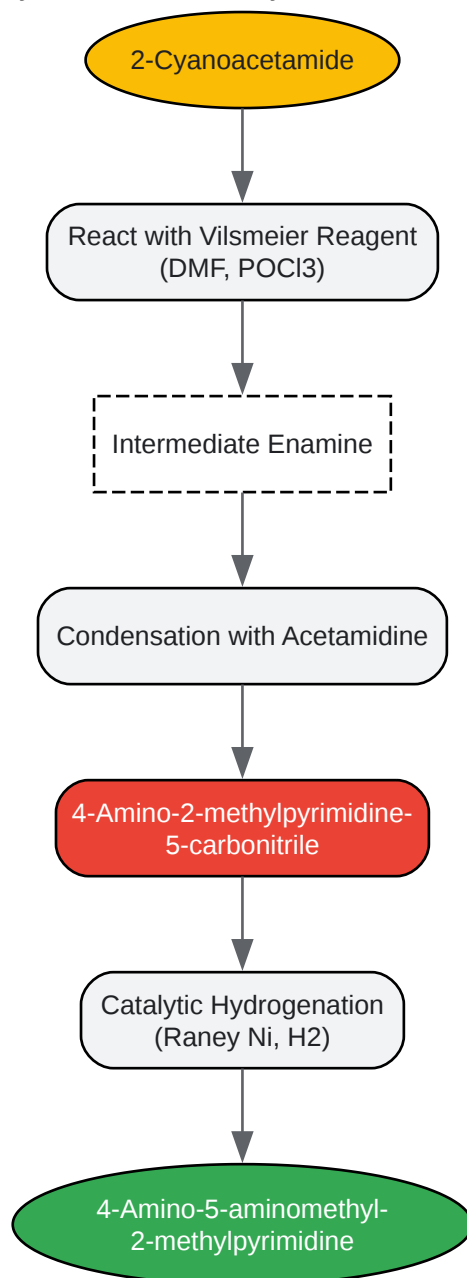 2-Cyanoacetamide
React with Vilsmeier Reagent
(DMF, POCl3)
Intermediate Enamine
Condensation with Acetamidine
4-Amino-2-methylpyrimidine-
5-carbonitrile
Catalytic Hydrogenation
(Raney Ni, H2)
4-Amino-5-aminomethyl-
2-methylpyrimidine